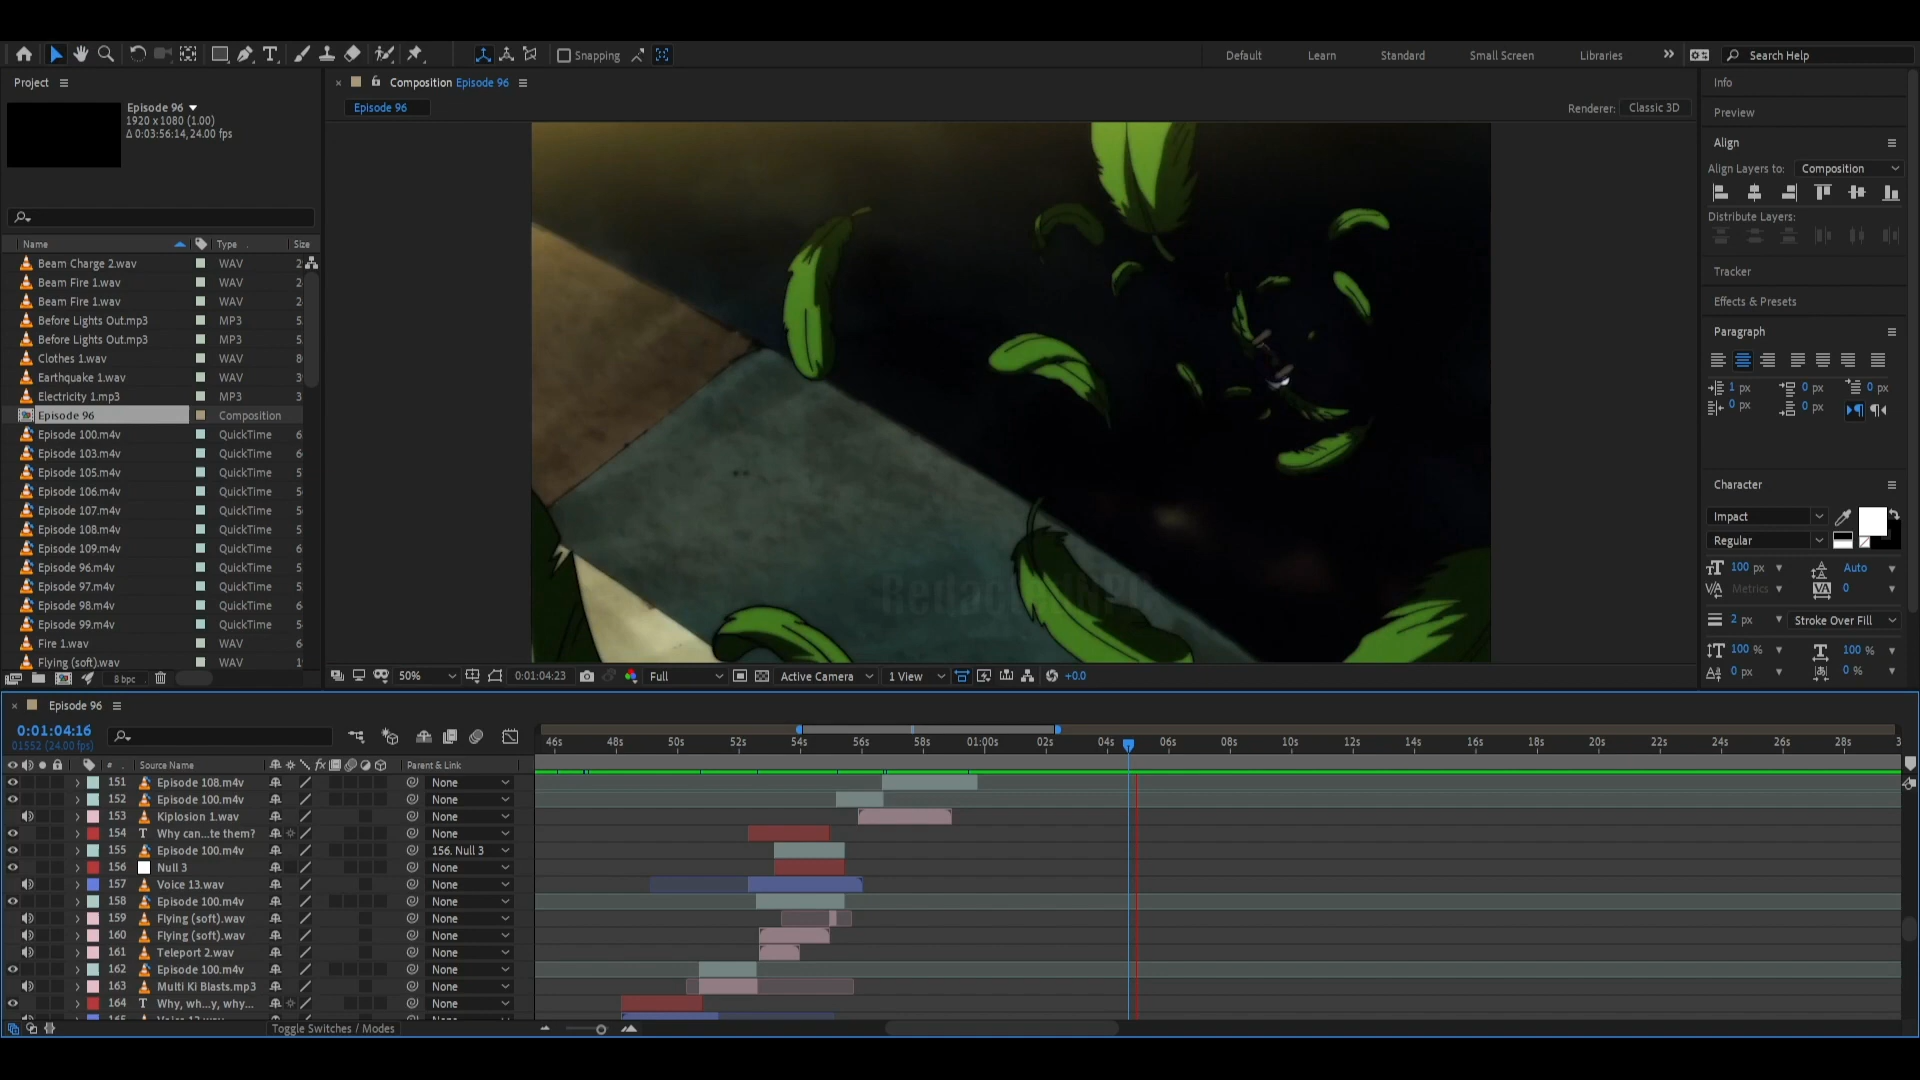 Snapping
Default
Learn
Standard
Small Screen
Libraries
Search Help
Project
Composition Episode 96
Info
Episode 96
1920 x 1080 (1.00)
Δ 0:03:56:14, 24.00 fps
Episode 96
Renderer: Classic 3D
Preview
Align
Align Layers to: Composition
Distribute Layers:
Name Type Size
Beam Charge 2.wav WAV 2
Beam Fire 1.wav WAV 2
Beam Fire 1.wav WAV 2
Before Lights Out.mp3 MP3 5
Before Lights Out.mp3 MP3 5
Clothes 1.wav WAV
Earthquake 1.wav WAV
Electricity 1.mp3 MP3 3
Episode 96 Composition
Episode 100.m4v QuickTime 6
Episode 103.m4v QuickTime
Episode 105.m4v QuickTime 5
Episode 106.m4v QuickTime
Episode 107.m4v QuickTime
Episode 108.m4v QuickTime 5
Episode 109.m4v QuickTime 6
Episode 96.m4v QuickTime 5
Episode 97.m4v QuickTime 5
Episode 98.m4v QuickTime 6
Episode 99.m4v QuickTime 5
Fire 1.wav WAV
Flying (soft).wav WAV
8 bpc
Tracker
Effects & Presets
Paragraph
1 px 0 px 0 px
0 px 0 px
Character
Impact
Regular
100 px Auto
Metrics 0
2 px Stroke Over Fill
100 % 100 %
0 px 0 %
50% 0:01:04:23 Full Active Camera 1 View +0.0
Episode 96
0:01:04:16
01552 (24.00 fps)
46s 48s 50s 52s 54s 56s 58s 01:00s 02s 04s 06s 08s 10s 12s 14s 16s 18s 20s 22s 24s 26s 28s 3
# Source Name Parent & Link
151 Episode 108.m4v None
152 Episode 100.m4v None
153 Kiplosion 1.wav None
154 T Why can...te them? None
155 Episode 100.m4v 156. Null 3
156 Null 3 None
157 Voice 13.wav None
158 Episode 100.m4v None
159 Flying (soft).wav None
160 Flying (soft).wav None
161 Teleport 2.wav None
162 Episode 100.m4v None
163 Multi Ki Blasts.mp3 None
164 T Why, wh...y, why... None
Toggle Switches / Modes